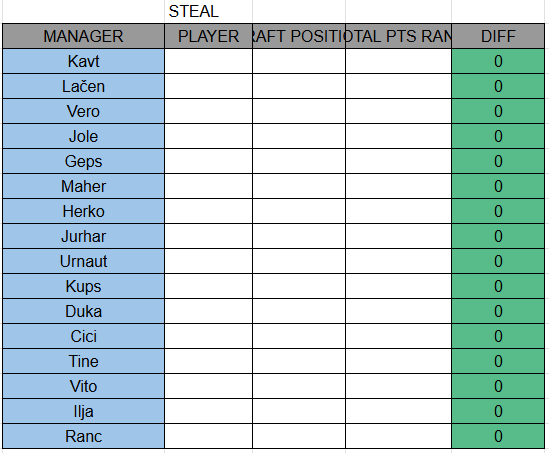 STEAL
MANAGER PLAYER RAFT POSITI OTAL PTS RAN DIFF
Kavt 0
Lačen 0
Vero 0
Jole 0
Geps 0
Maher 0
Herko 0
Jurhar 0
Urnaut 0
Kups 0
Duka 0
Cici 0
Tine 0
Vito 0
Ilja 0
Ranc 0